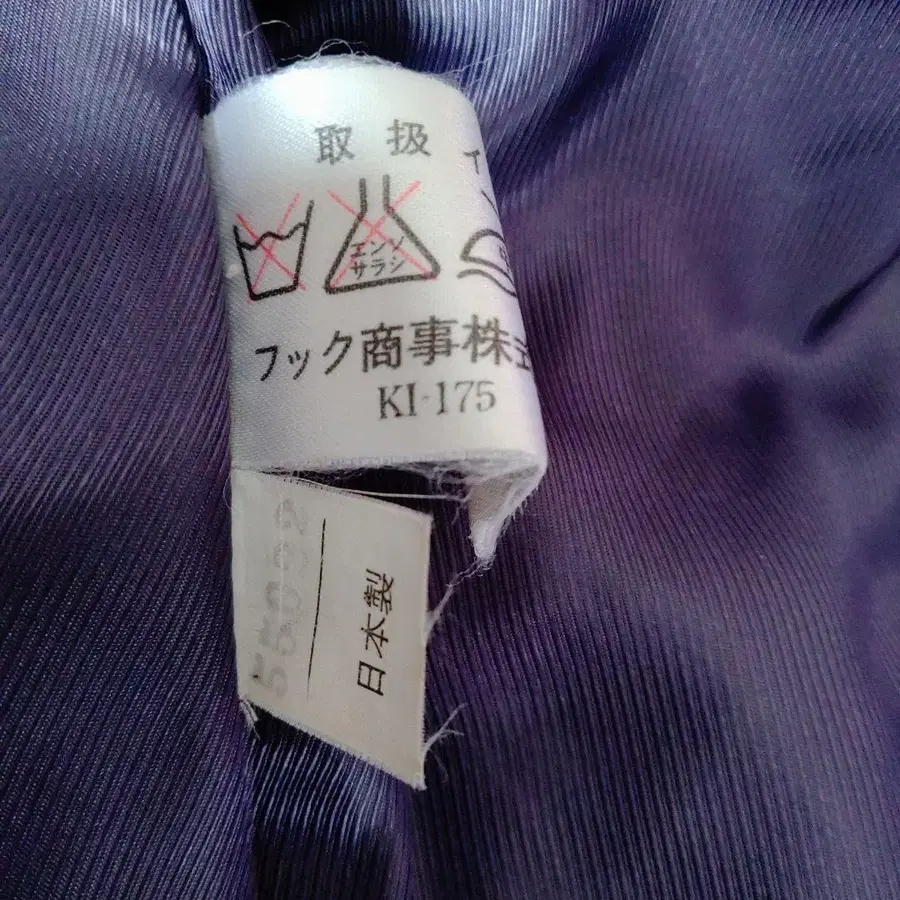 取扱
エンソ
サラシ
フック商事株式
KI-175
日本製